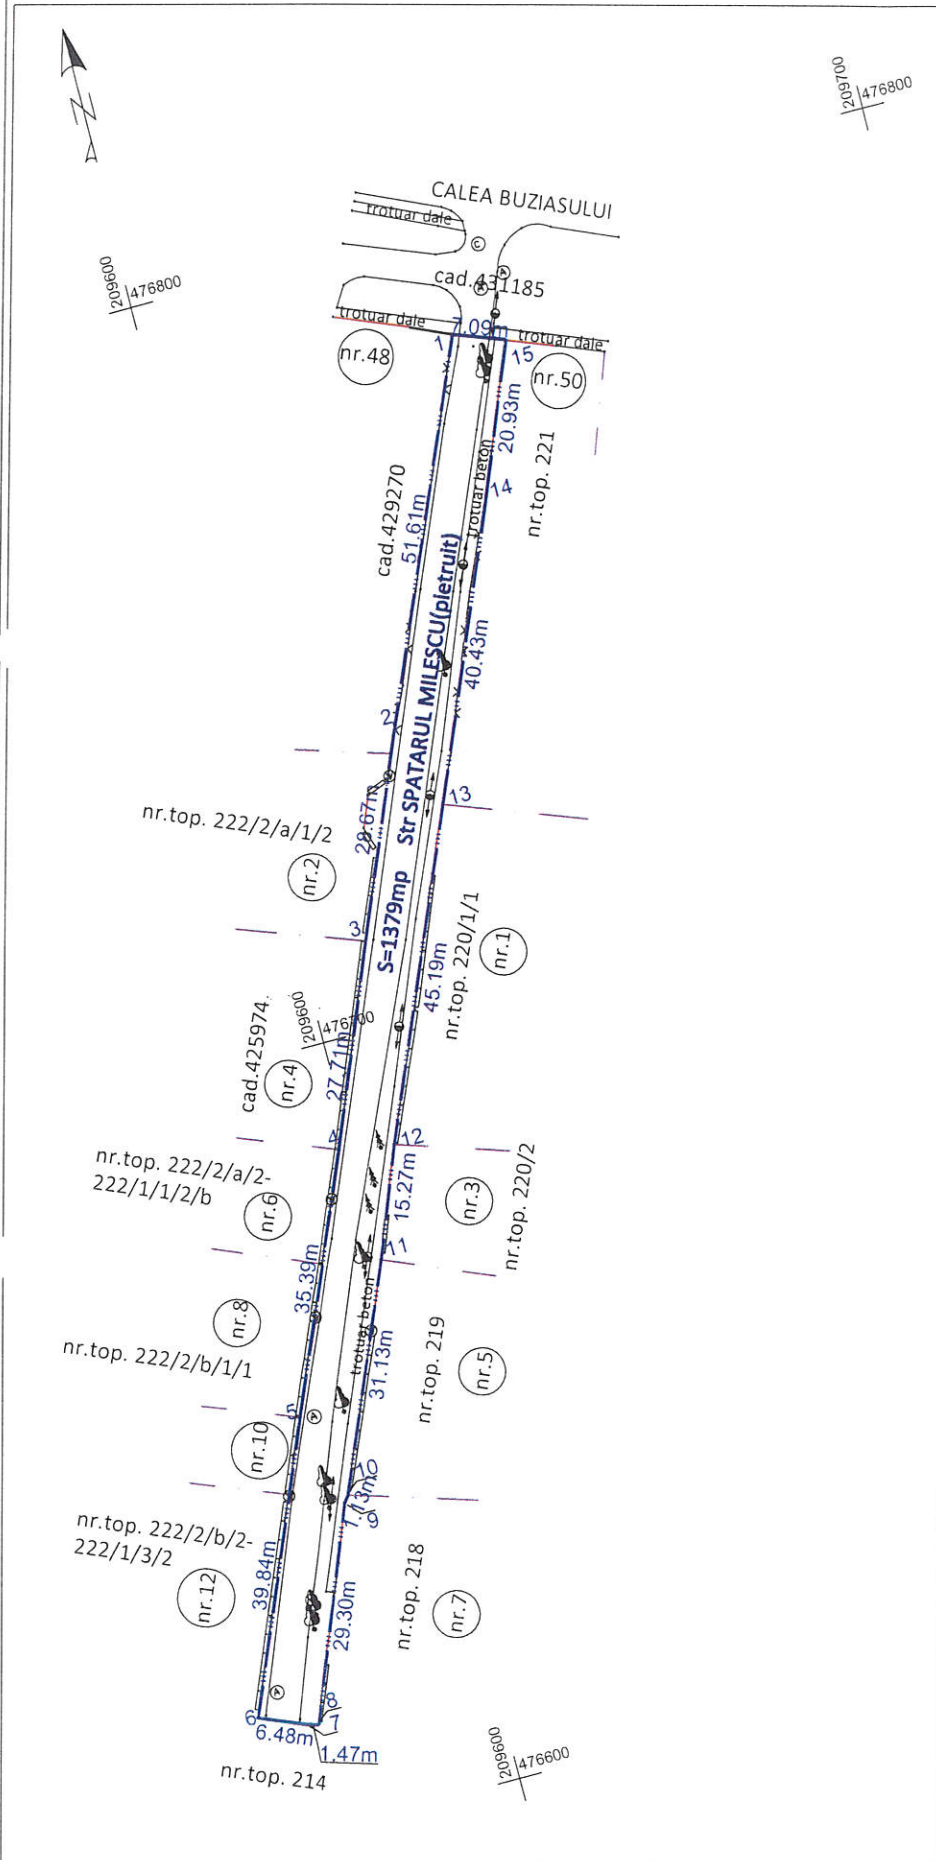 N
209700
476800
209600
476800
CALEA BUZIASULUI
trotuar dale
C
A
cad.431185
trotuar dale
7.09m
trotuar dale
1
15
nr.48
nr.50
20.93m
nr.top. 221
14
trotuar beton
cad.429270
51.61m
Str SPATARUL MILESCU(pietruit)
40.43m
2
13
nr.top. 222/2/a/1/2
28.67m
nr.2
S=1379mp
3
45.19m
nr.top. 220/1/1
nr.1
209600
476700
cad.425974.
27.71m
nr.4
4
12
nr.top. 222/2/a/2-
222/1/1/2/b
nr.6
15.27m
nr.3
nr.top. 220/2
11
35.39m
nr.8
trotuar beton
31.13m
nr.top. 219
nr.5
nr.top. 222/2/b/1/1
5
nr.10
10
1.13m
9
nr.top. 222/2/b/2-
222/1/3/2
nr.12
39.84m
29.30m
nr.top. 218
nr.7
8
6
7
6.48m
1.47m
nr.top. 214
209600
476600